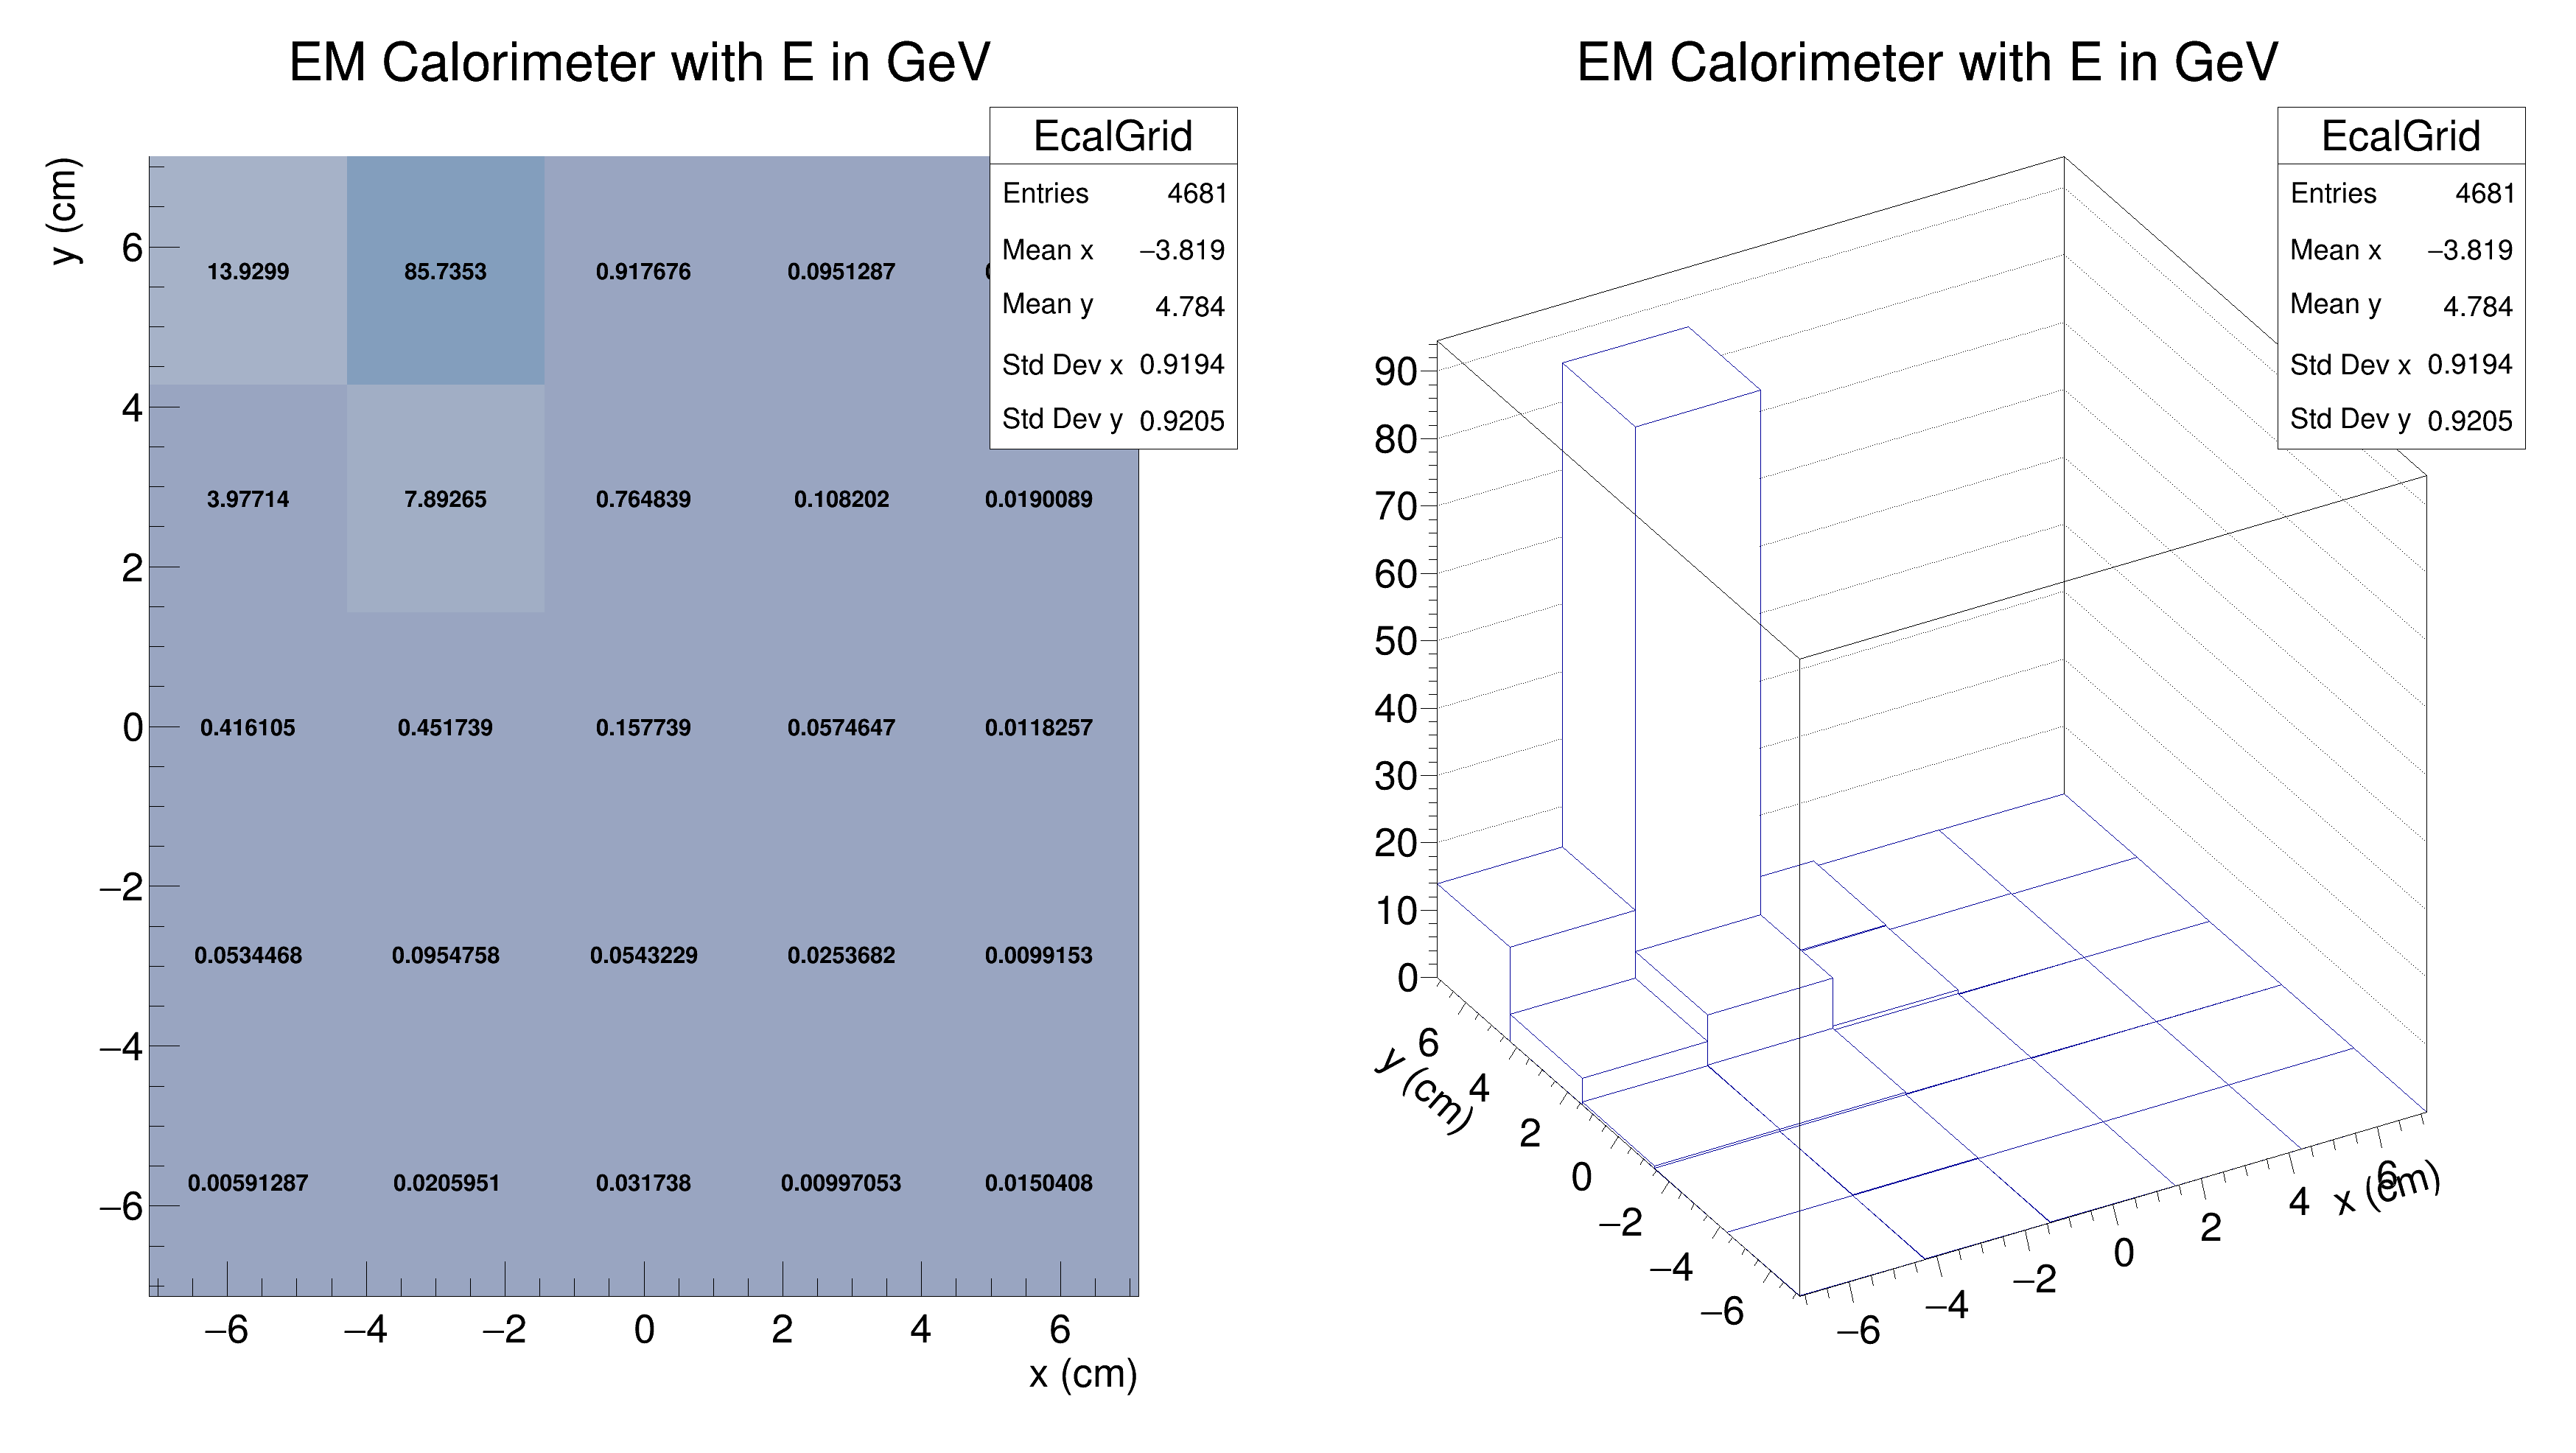 EM Calorimeter with E in GeV
EcalGrid
Entries 4681
Mean x −3.819
Mean y 4.784
Std Dev x 0.9194
Std Dev y 0.9205
y (cm)
6
4
2
0
−2
−4
−6
13.9299 85.7353 0.917676 0.0951287
3.97714 7.89265 0.764839 0.108202 0.0190089
0.416105 0.451739 0.157739 0.0574647 0.0118257
0.0534468 0.0954758 0.0543229 0.0253682 0.0099153
0.00591287 0.0205951 0.031738 0.00997053 0.0150408
−6 −4 −2 0 2 4 6
x (cm)
EM Calorimeter with E in GeV
EcalGrid
Entries 4681
Mean x −3.819
Mean y 4.784
Std Dev x 0.9194
Std Dev y 0.9205
90
80
70
60
50
40
30
20
10
0
y (cm)
6
4
2
0
−2
−4
−6
−6 −4 −2 0 2 4 6
x (cm)